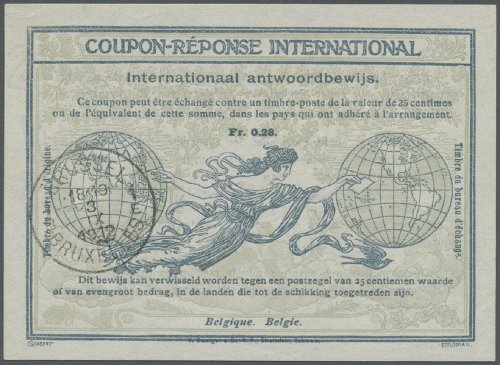 COUPON-RÉPONSE INTERNATIONAL
Internationaal antwoordbewijs.
Ce coupon peut être échangé contre un timbre-poste de la valeur de 25 centimes
ou de l'équivalent de cette somme, dans les pays qui ont adhéré à l'arrangement.
Fr. 0.28.
Timbre du bureau d'origine.
Timbre du bureau d'échange.
3
X
1912
BRUX
Dit bewijs kan verwisseld worden tegen een postzegel van 25 centiemen waarde
of van evengroot bedrag, in de landen die tot de schikking toegetreden zijn.
Belgique. Belgie.